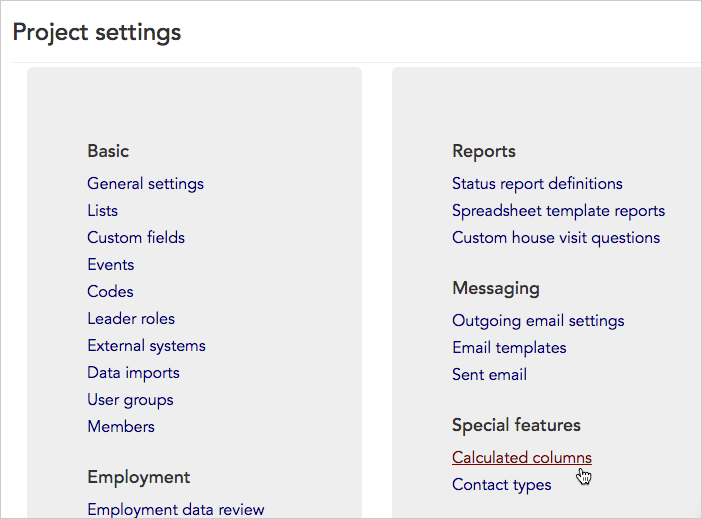 Project settings
Basic
General settings
Lists
Custom fields
Events
Codes
Leader roles
External systems
Data imports
User groups
Members
Employment
Employment data review
Reports
Status report definitions
Spreadsheet template reports
Custom house visit questions
Messaging
Outgoing email settings
Email templates
Sent email
Special features
Calculated columns
Contact types